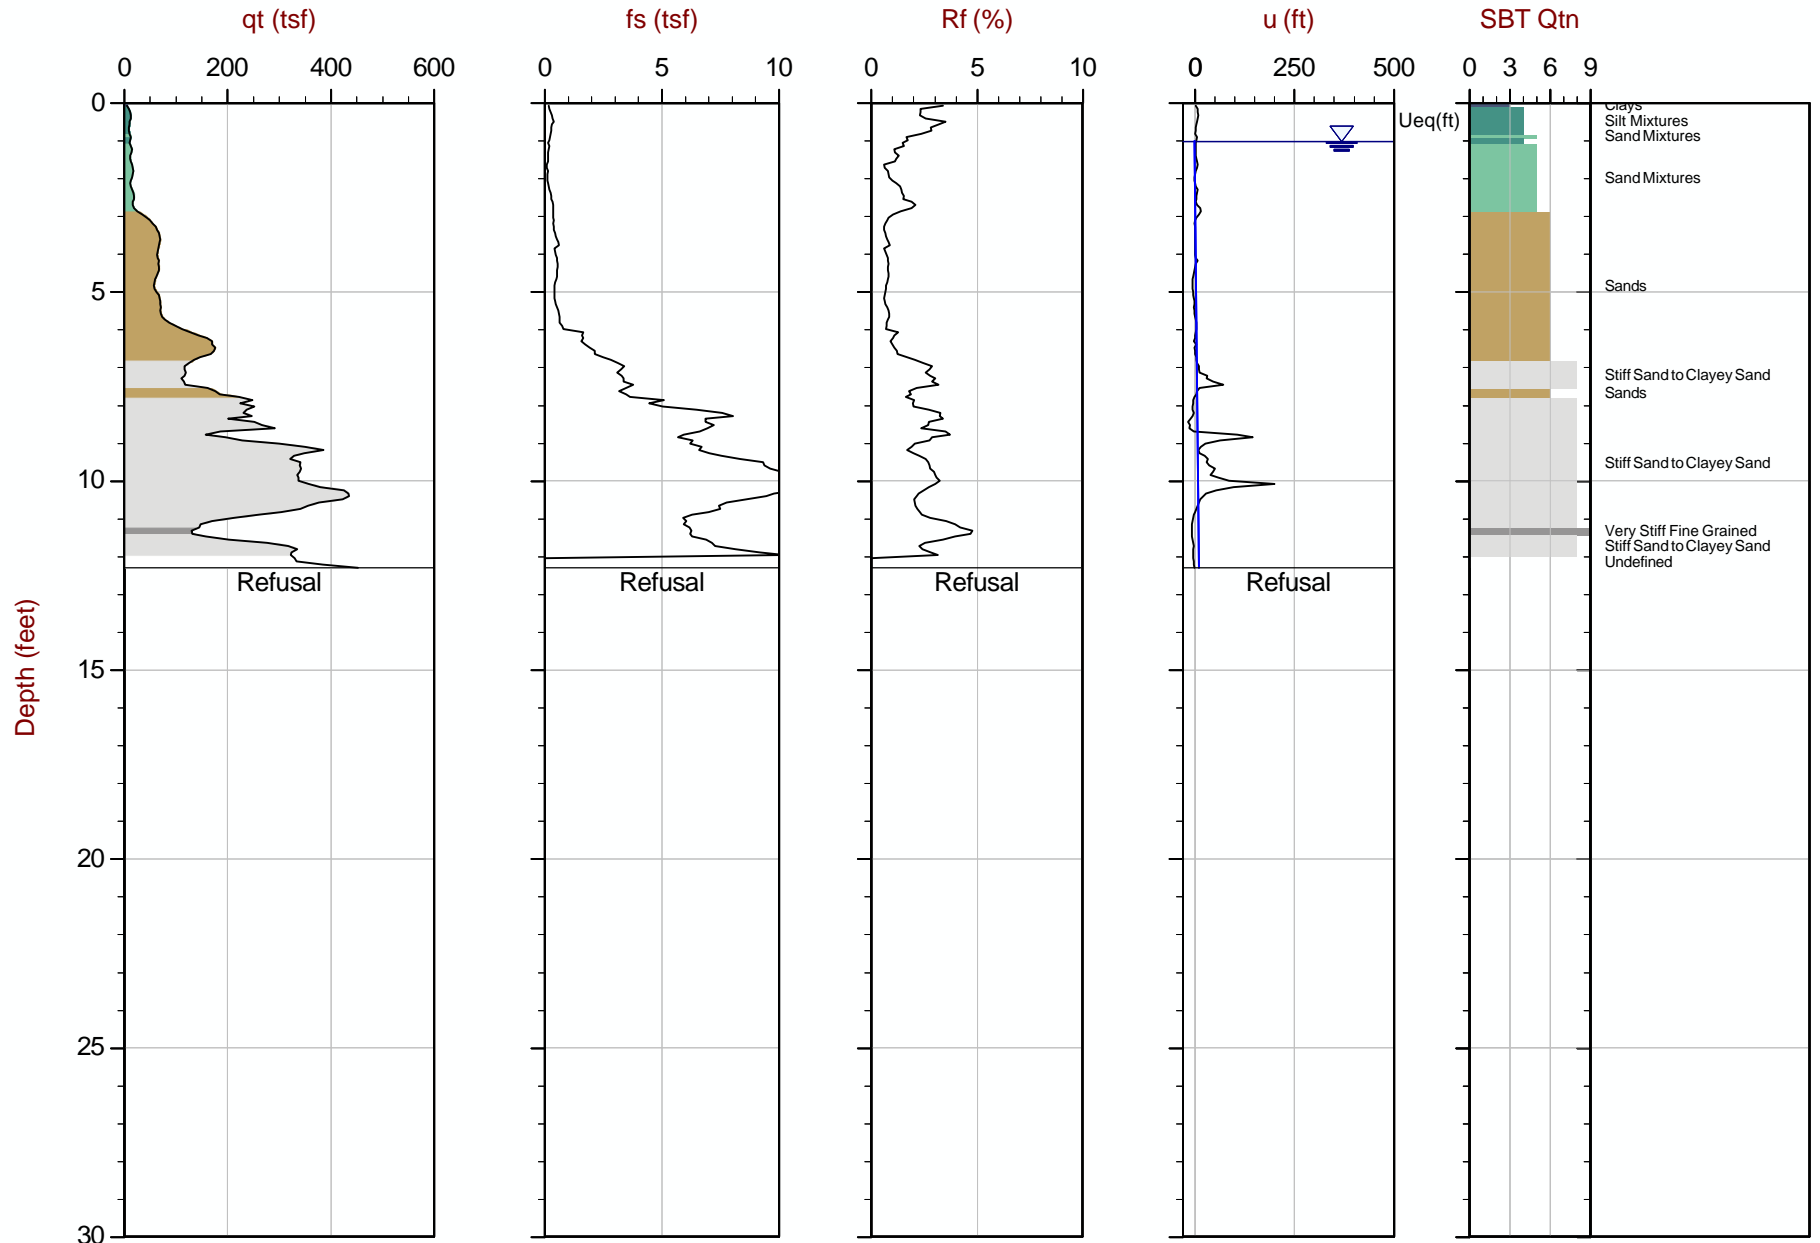 qt (tsf) fs (tsf) Rf (%) u (ft) SBT Qtn
0 200 400 600 0 5 10 0 5 10 0 250 500 0 3 6 9
0
Clays
Ueq(ft) Silt Mixtures
Sand Mixtures
Sand Mixtures
Sands
5
Stiff Sand to Clayey Sand
Sands
Stiff Sand to Clayey Sand
10
Very Stiff Fine Grained
Stiff Sand to Clayey Sand
Undefined
Refusal Refusal Refusal Refusal
Depth (feet)
15
20
25
30